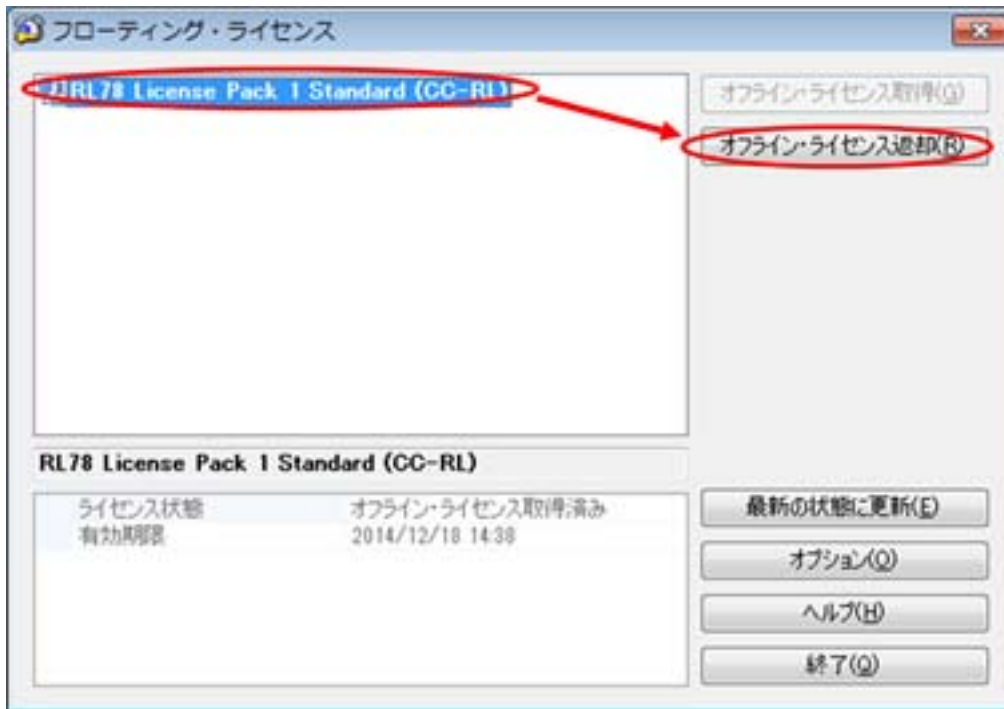 フローティング・ライセンス
RL78 License Pack 1 Standard (CC-RL)
オフライン・ライセンス取得(G)
オフライン・ライセンス返却(R)
RL78 License Pack 1 Standard (CC-RL)
ライセンス状態 オフライン・ライセンス取得済み
有効期限 2014/12/18 14:38
最新の状態に更新(E)
オプション(O)
ヘルプ(H)
終了(Q)